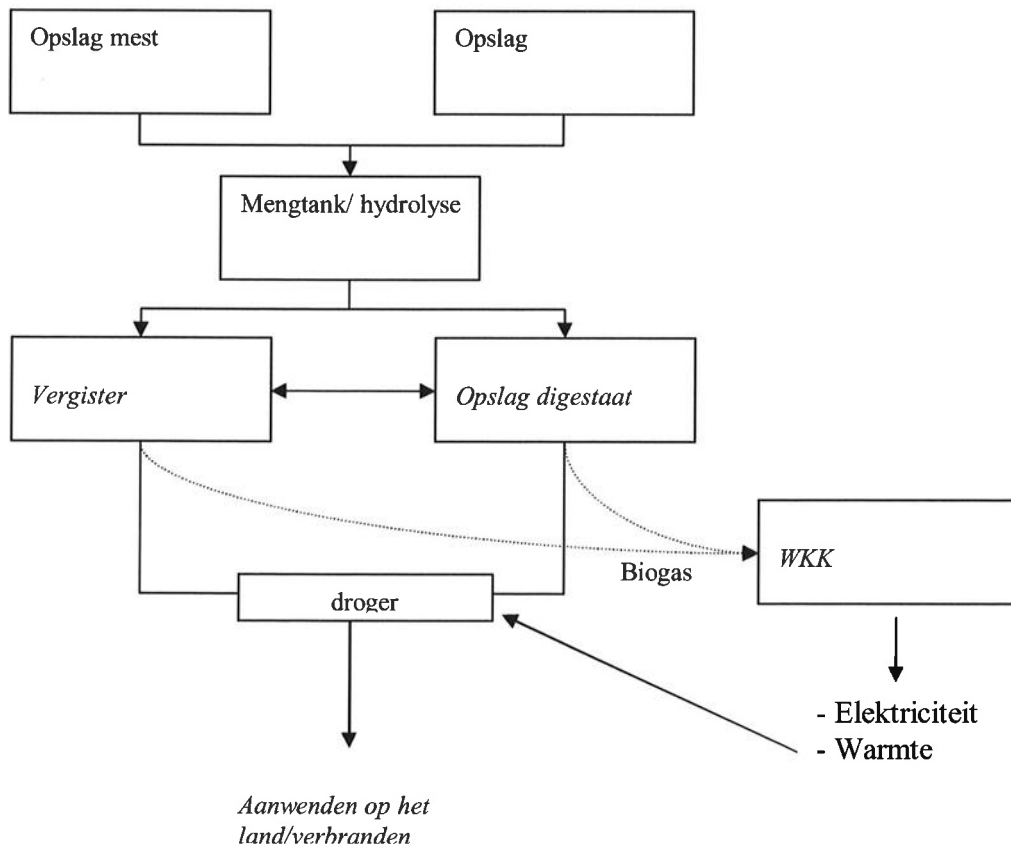 Opslag mest
Opslag
Mengtank/ hydrolyse
Vergister
Opslag digestaat
WKK
Biogas
droger
- Elektriciteit
- Warmte
Aanwenden op het
land/verbranden